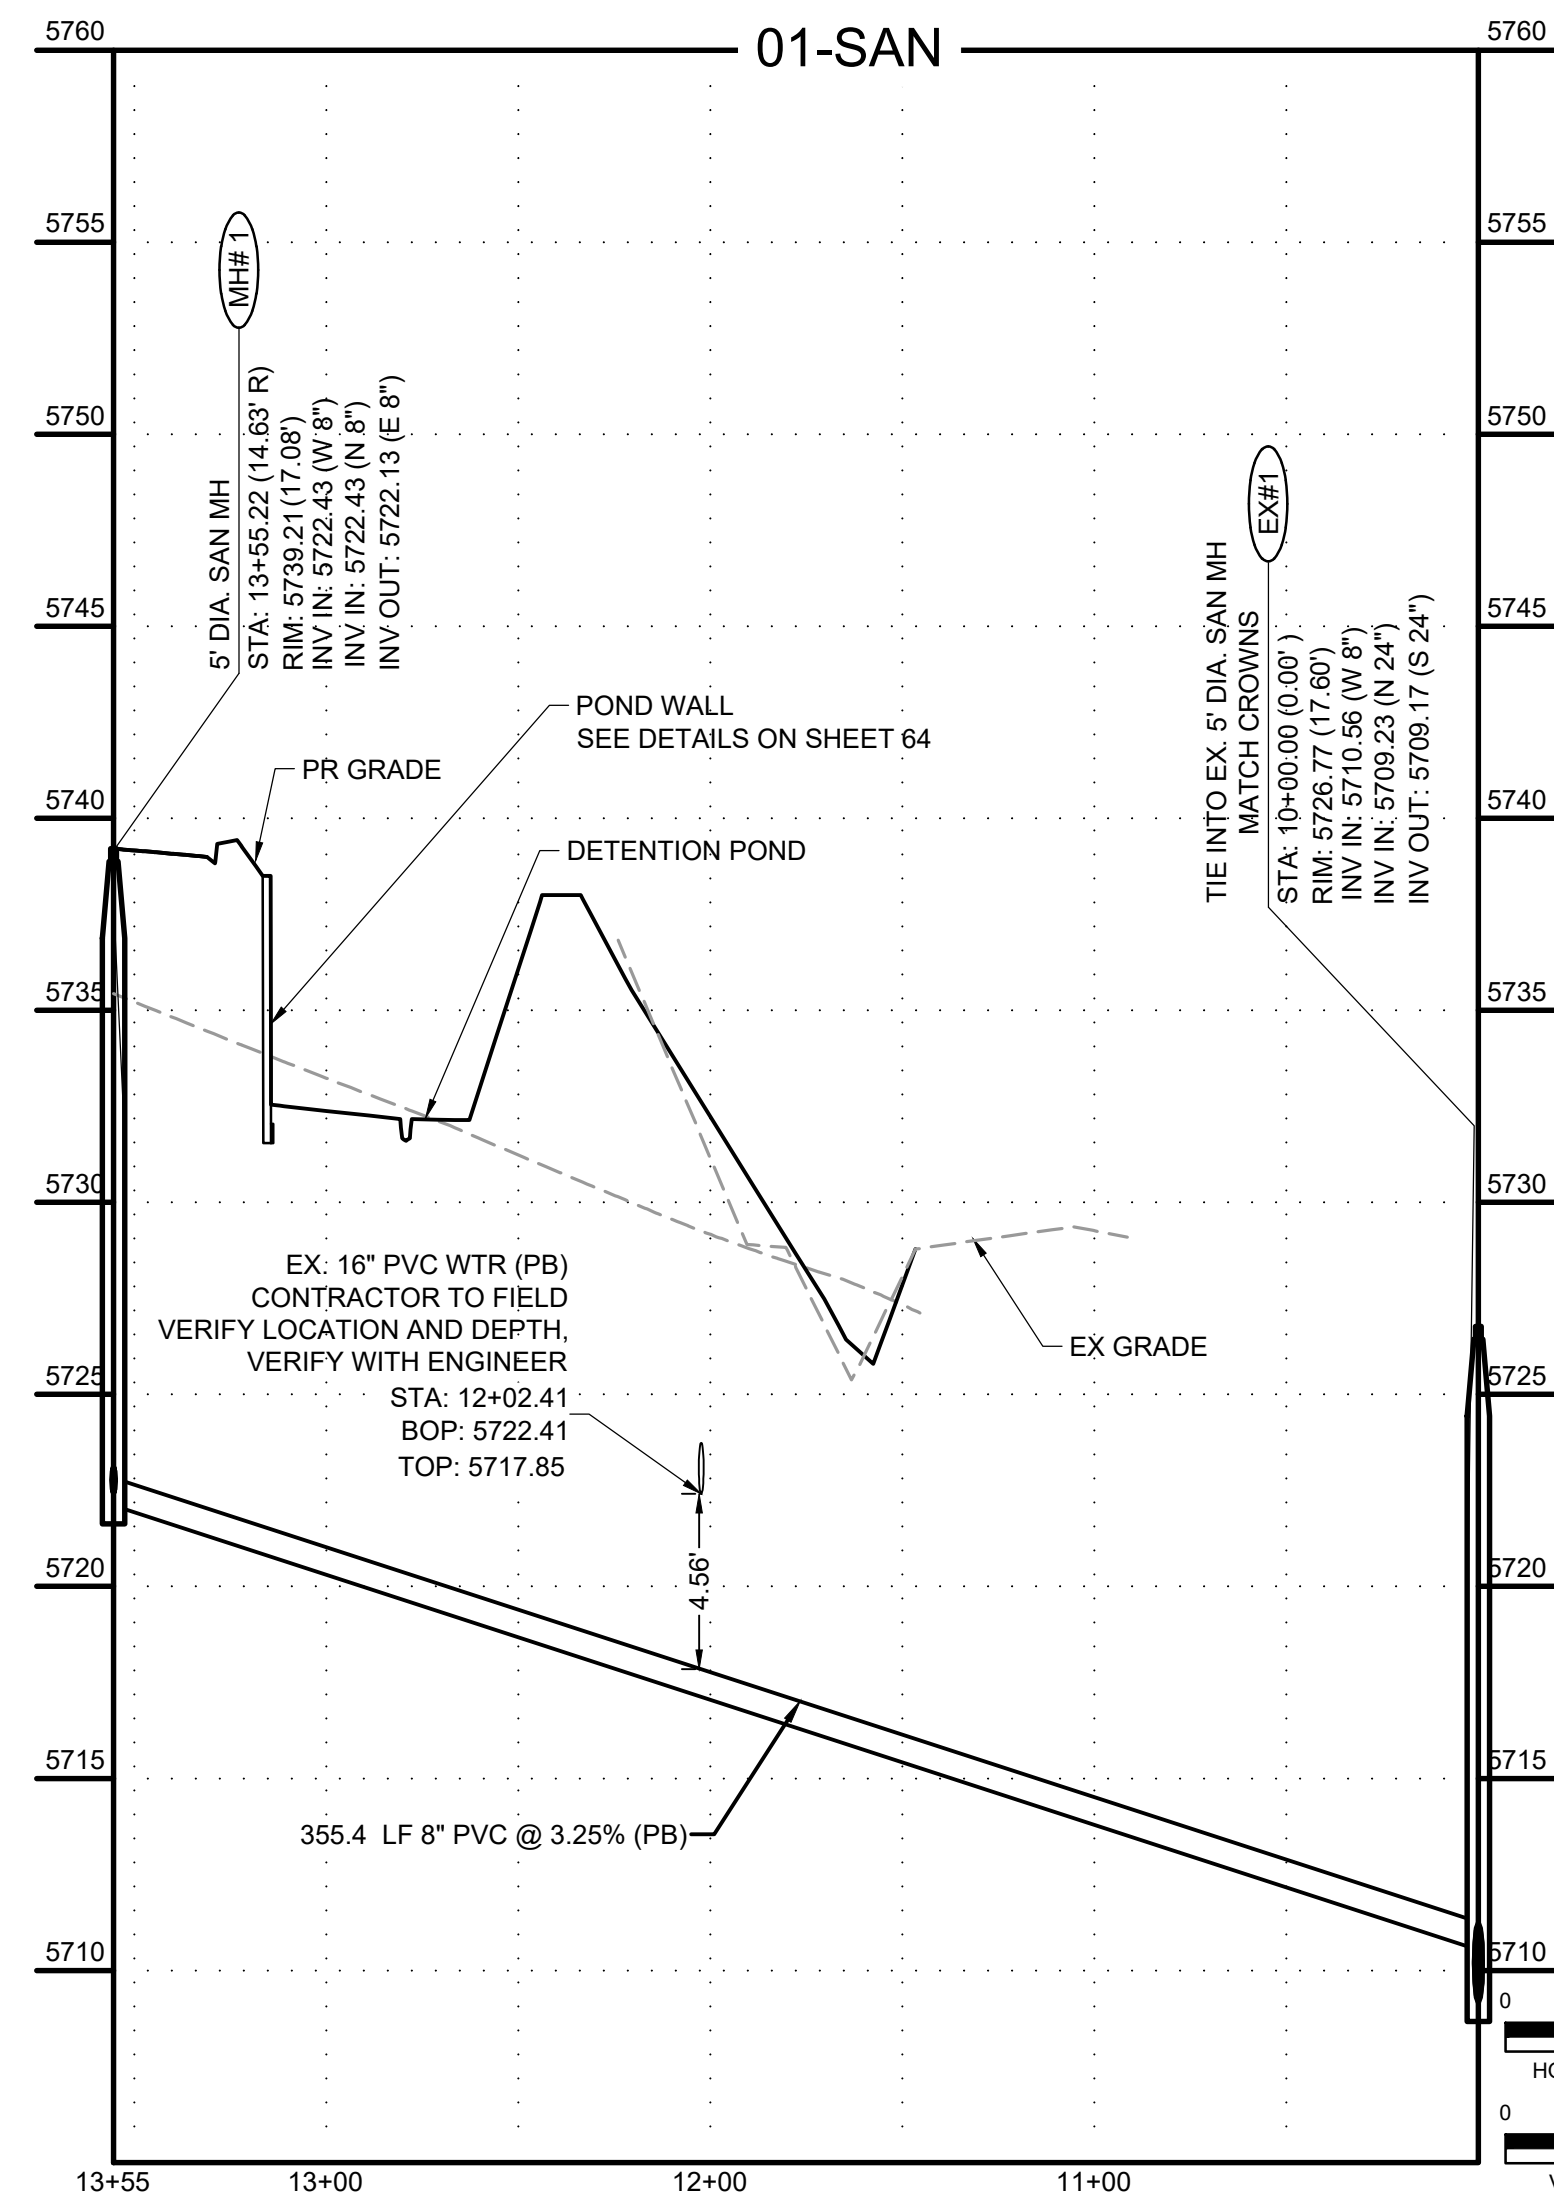 01-SAN
5760
5760
5755
5755
5750
5750
5745
5745
5740
5740
5735
5735
5730
5730
5725
5725
5720
5720
5715
5715
5710
5710
MH# 1
5' DIA. SAN MH
STA: 13+55.22 (14.63' R)
RIM: 5739.21 (17.08')
INV IN: 5722.43 (W 8")
INV IN: 5722.43 (N 8")
INV OUT: 5722.13 (E 8")
EX#1
TIE INTO EX. 5' DIA. SAN MH
MATCH CROWNS
STA: 10+00.00 (0.00' )
RIM: 5726.77 (17.60')
INV IN: 5710.56 (W 8")
INV IN: 5709.23 (N 24")
INV OUT: 5709.17 (S 24")
POND WALL
SEE DETAILS ON SHEET 64
PR GRADE
DETENTION POND
EX. 16" PVC WTR (PB)
CONTRACTOR TO FIELD
VERIFY LOCATION AND DEPTH,
VERIFY WITH ENGINEER
STA: 12+02.41
BOP: 5722.41
TOP: 5717.85
EX GRADE
4.56'
355.4 LF 8" PVC @ 3.25% (PB)
0
0
13+55
13+00
12+00
11+00